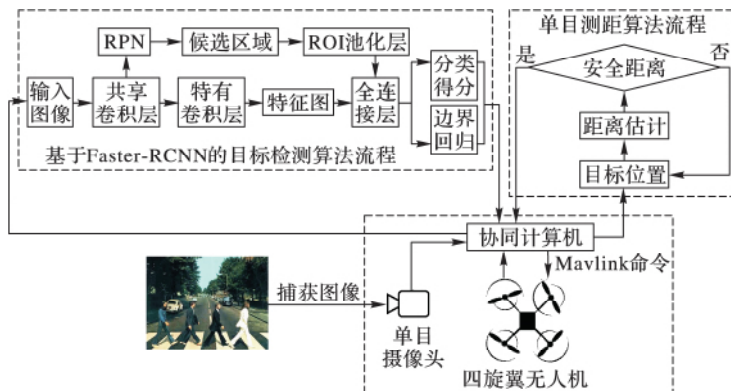 RPN
候选区域
ROI池化层
输入
图像
共享
卷积层
特有
卷积层
特征图
全连
接层
分类
得分
边界
回归
基于Faster-RCNN的目标检测算法流程
单目测距算法流程
是
否
安全距离
距离估计
目标位置
协同计算机
Mavlink命令
捕获图像
单目
摄像头
四旋翼无人机